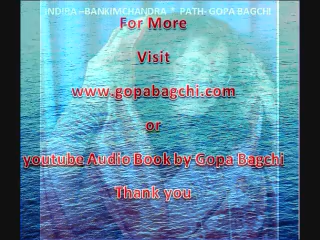 INDIRA–BANKIMCHANDRA * PATH- GOPA BAGCHI
For More
Visit
www.gopabagchi.com
or
youtube Audio Book by Gopa Bagchi
Thank you